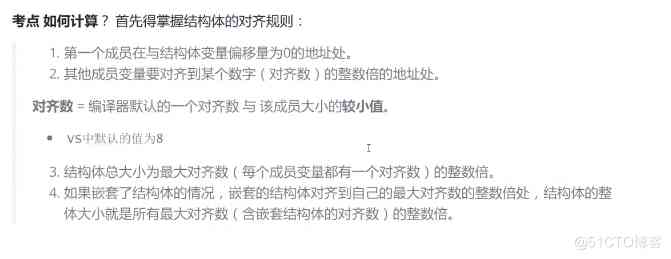 考点 如何计算？首先得掌握结构体的对齐规则：
1. 第一个成员在与结构体变量偏移量为0的地址处。
2. 其他成员变量要对齐到某个数字（对齐数）的整数倍的地址处。
对齐数 = 编译器默认的一个对齐数 与 该成员大小的较小值。
• vs中默认的值为8
3. 结构体总大小为最大对齐数（每个成员变量都有一个对齐数）的整数倍。
4. 如果嵌套了结构体的情况，嵌套的结构体对齐到自己的最大对齐数的整数倍处，结构体的整
体大小就是所有最大对齐数（含嵌套结构体的对齐数）的整数倍。
@51CTO博客